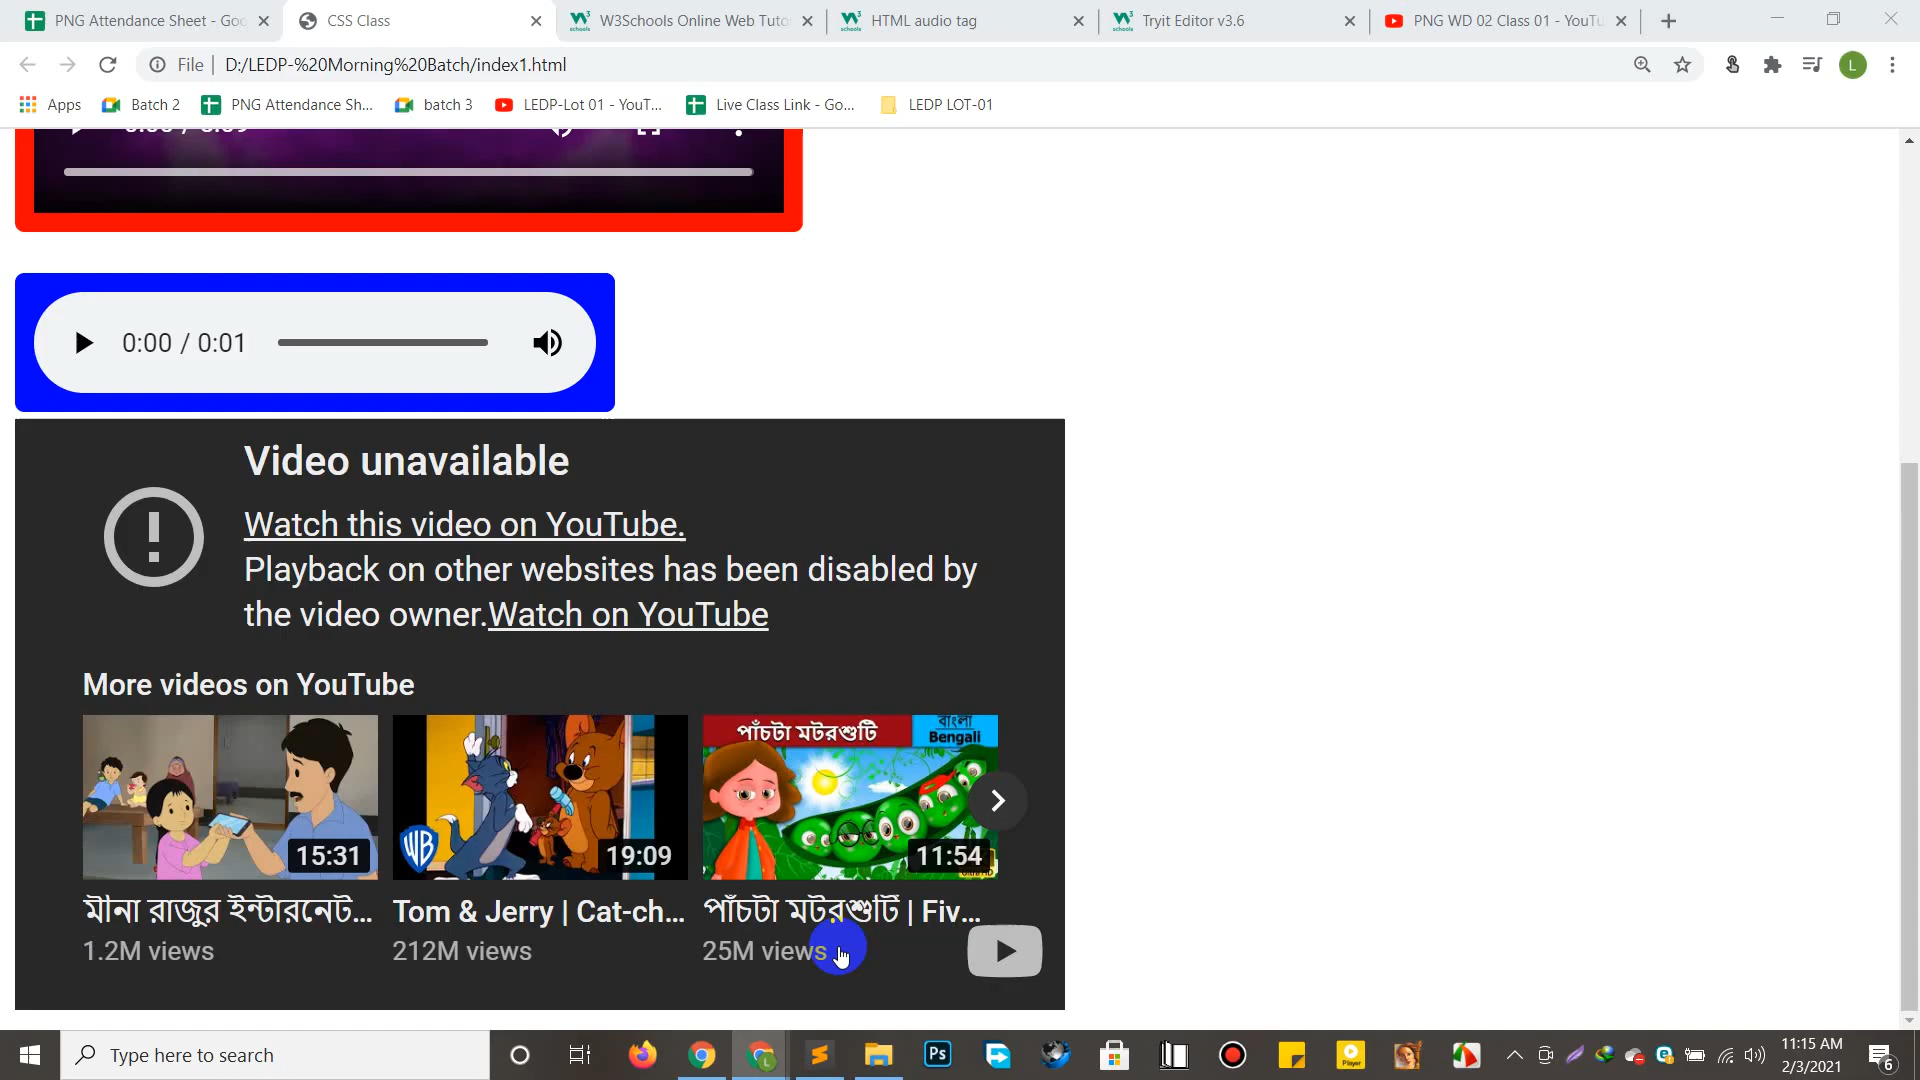 PNG Attendance Sheet - Goo
CSS Class
W3Schools Online Web Tuto
HTML audio tag
Tryit Editor v3.6
PNG WD 02 Class 01 - YouTu
File
D:/LEDP-%20Morning%20Batch/index1.html
L
Apps
Batch 2
PNG Attendance Sh...
batch 3
LEDP-Lot 01 - YouT...
Live Class Link - Go...
LEDP LOT-01
0:00 / 0:01
Video unavailable
Watch this video on YouTube.
Playback on other websites has been disabled by
the video owner.Watch on YouTube
More videos on YouTube
15:31
WB
19:09
পাঁচটা মটরশুটি
বাংলা
Bengali
11:54
মীনা রাজুর ইন্টারনেট...
1.2M views
Tom & Jerry | Cat-ch...
212M views
পাঁচটা মটরশুটি | Fiv...
25M views
Type here to search
Ps
Player
11:15 AM
2/3/2021
6